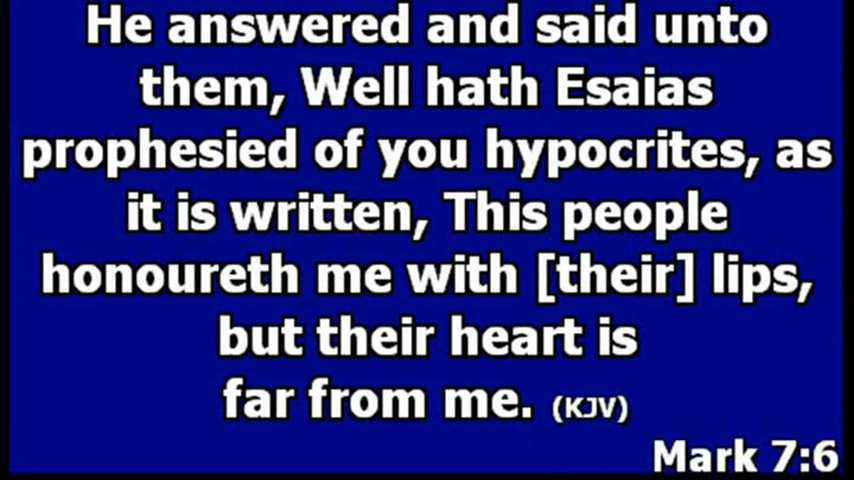 He answered and said unto
them, Well hath Esaias
prophesied of you hypocrites, as
it is written, This people
honoureth me with [their] lips,
but their heart is
far from me. (KJV)
Mark 7:6